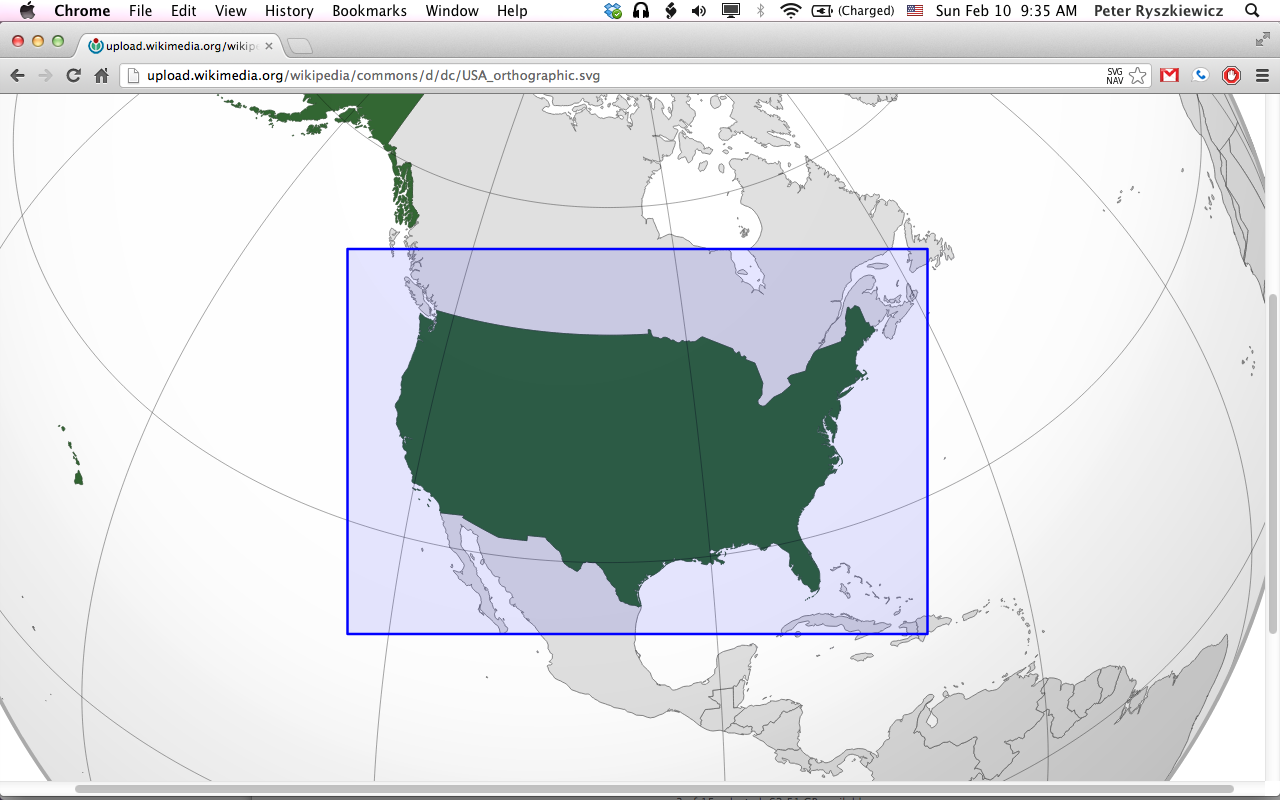 Chrome File Edit View History Bookmarks Window Help (Charged) Sun Feb 10 9:35 AM Peter Ryszkiewicz
upload.wikimedia.org/wikip
upload.wikimedia.org/wikipedia/commons/d/dc/USA_orthographic.svg SVG NAV